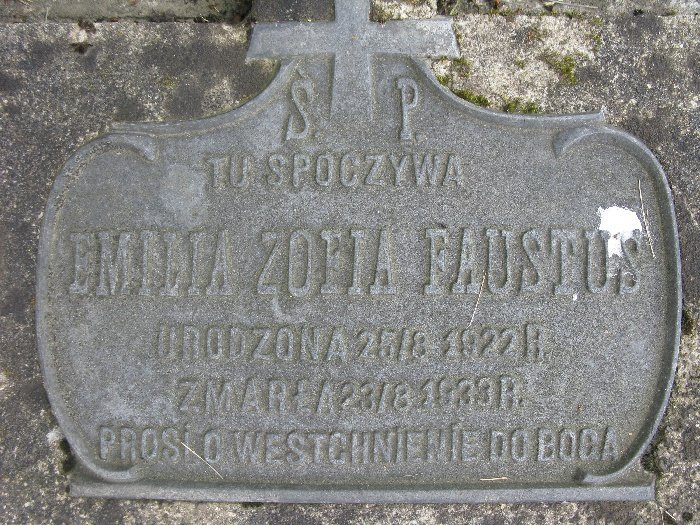 Ś P.
TU SPOCZYWA
EMILIA ZOFIA FAUSTUS
URODZONA 25/8 1922 R.
ZMARŁA 23/8 1933 R.
PROSI O WESTCHNIENIE DO BOGA